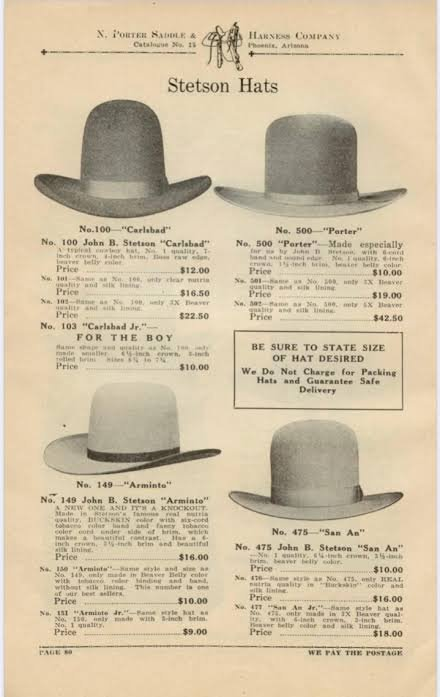 N. PORTER SADDLE & HARNESS COMPANY
Catalogue No. 15 Phoenix, Arizona
Stetson Hats
No.100—"Carlsbad"
No. 100 John B. Stetson "Carlsbad"
A typical cowboy hat, No. 1 quality, 7-
inch crown, 4-inch brim, Boss raw edge,
beaver belly color.
Price $12.00
No. 101—Same as No. 100, only clear nutria
quality and silk lining.
Price $16.50
No. 102—Same as No. 100, only 3X Beaver
quality and silk lining.
Price $22.50
No. 103 "Carlsbad Jr."—
FOR THE BOY
Same shape and quality as No. 100, only
made smaller. 6½-inch crown, 3-inch
rolled brim. Sizes to
Price $10.00
No. 500—"Porter"
No. 500 "Porter"—Made especially
for us by John B. Stetson, with
band and round edge. No. 1 quality, 6-inch
crown, brim, beaver belly color.
Price $10.00
No. 501—Same as No. 500, only 3X Beaver
quality and silk lining.
Price $19.00
No. 502—Same as No. 500, only 5X Beaver
quality and silk lining.
Price $42.50
BE SURE TO STATE SIZE
OF HAT DESIRED
We Do Not Charge for Packing
Hats and Guarantee Safe
Delivery
No. 149—"Arminto"
No. 149 John B. Stetson "Arminto"
A NEW ONE AND IT'S A KNOCKOUT.
Made in Stetson's famous real nutria
quality, BUCKSKIN color with six-cord
tobacco color band and fancy tobacco
color cord under side of brim, which
makes a beautiful contrast. Has a 6-
inch crown, 3½-inch brim and beautiful
silk lining.
Price $16.00
No. 150 "Arminto"—Same style and size as
No. 149, only made in Beaver Belly color
with tobacco color binding and band,
without silk lining. This number is one
of our best sellers.
Price $10.00
No. 151 "Arminto Jr."—Same style hat as
No. 150, only made with 3-inch brim.
No. 1 quality.
Price $9.00
No. 475—"San An"
No. 475 John B. Stetson "San An"
—No. 1 quality, 6¼-inch crown, 3½-inch
brim, beaver belly color.
Price $10.00
No. 476—Same style as No. 475, only REAL
nutria quality in "Buckskin" color and
silk lining.
Price $16.00
No. 477 "San An Jr."—Same style hat as
No. 475, only made in 3X Beaver qual-
ity, with 6-inch crown, 3-inch brim,
Beaver belly color and silk lining.
Price $18.00
PAGE 80 WE PAY THE POSTAGE